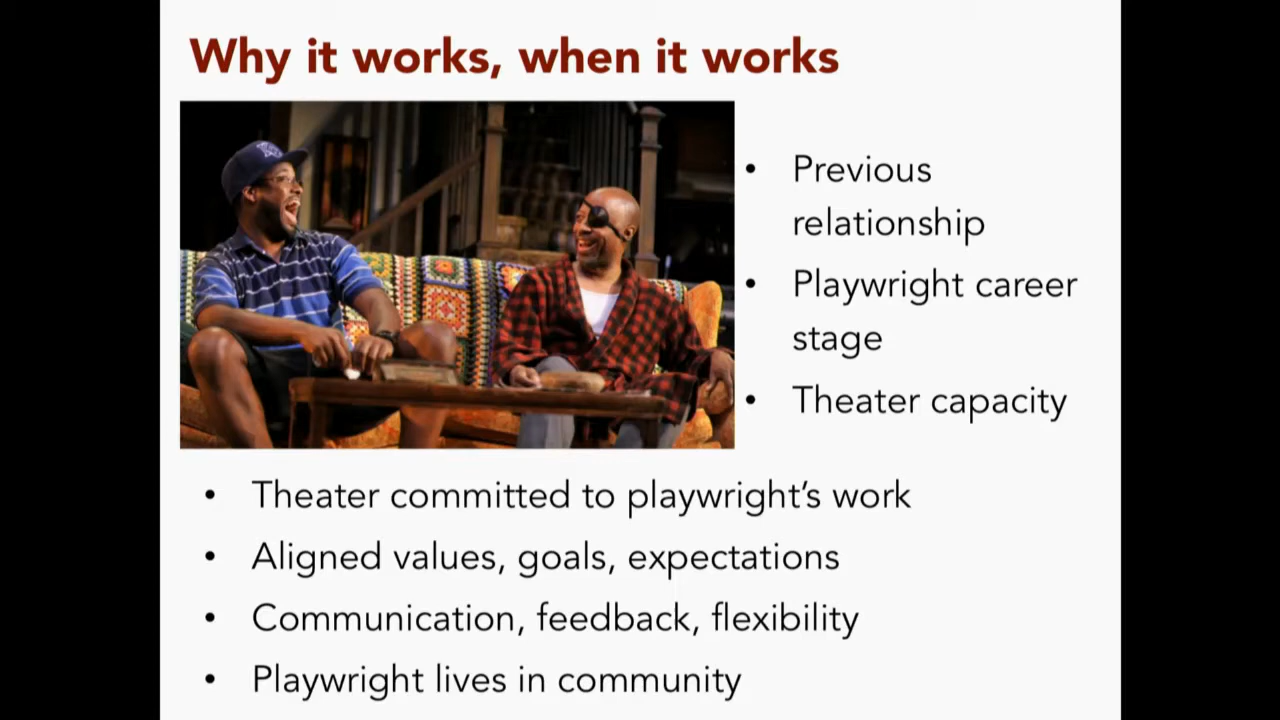 Why it works, when it works
• Previous
relationship
• Playwright career
stage
• Theater capacity
• Theater committed to playwright’s work
• Aligned values, goals, expectations
• Communication, feedback, flexibility
• Playwright lives in community